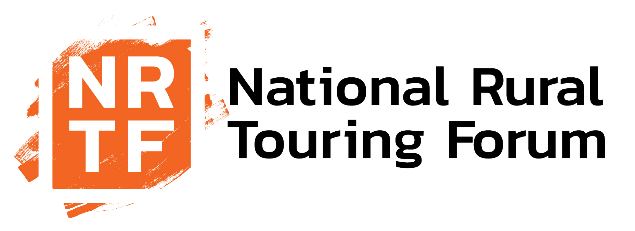 NR
TF
National Rural
Touring Forum